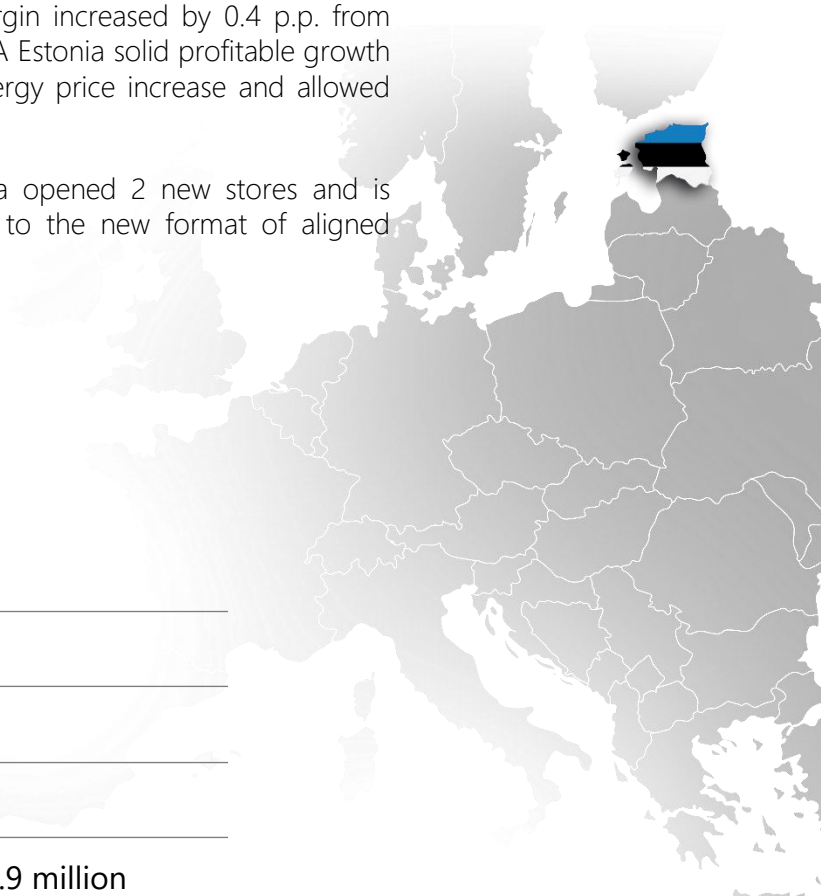 rgin increased by 0.4 p.p. from
A Estonia solid profitable growth
ergy price increase and allowed
a opened 2 new stores and is
to the new format of aligned
.9 million